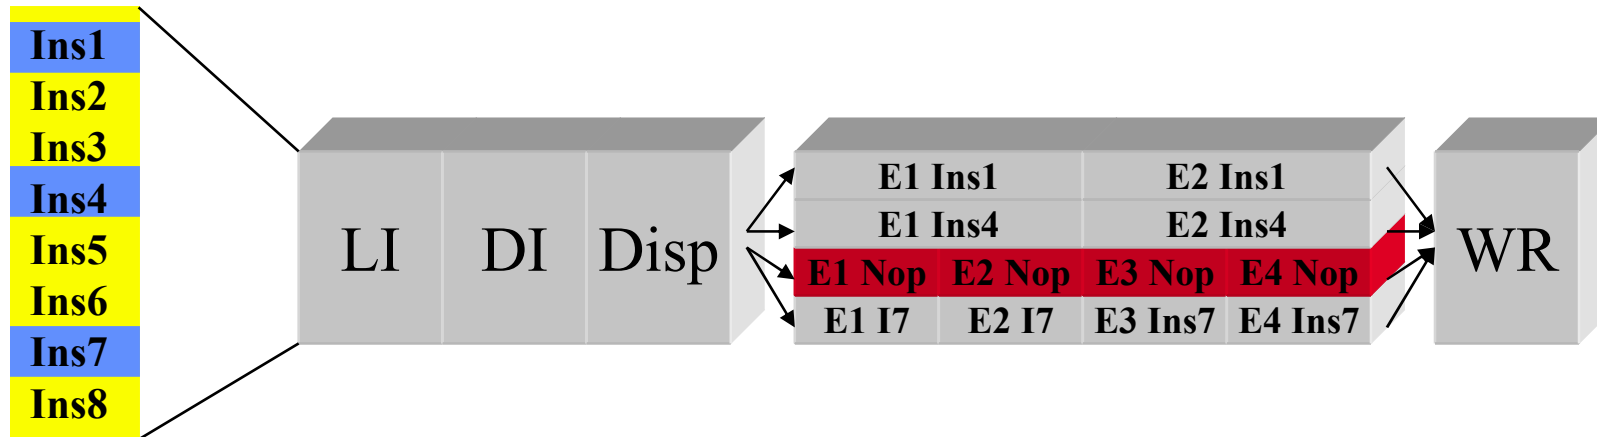 Ins1
Ins2
Ins3
Ins4
Ins5
Ins6
Ins7
Ins8
LI DI Disp
E1 Ins1 E2 Ins1
E1 Ins4 E2 Ins4
E1 Nop E2 Nop E3 Nop E4 Nop
E1 I7 E2 I7 E3 Ins7 E4 Ins7
WR